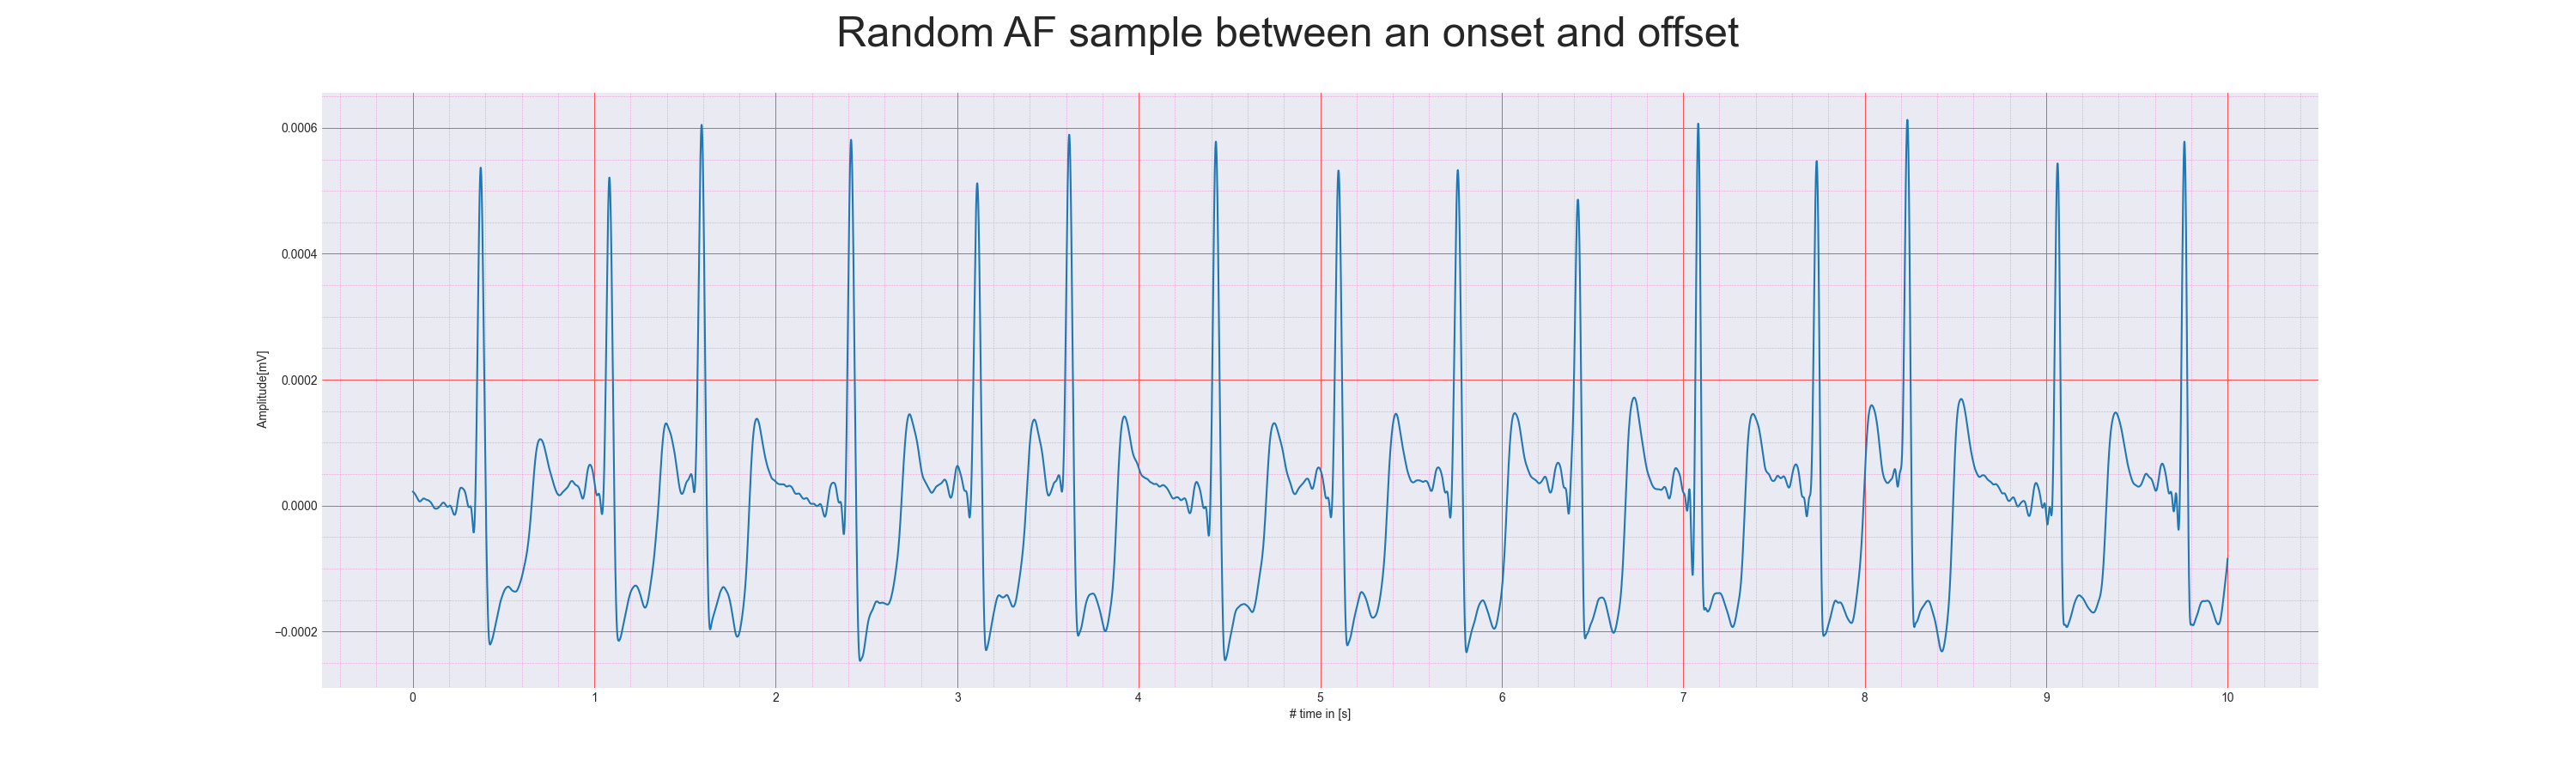 Random AF sample between an onset and offset
0.0006
0.0004
0.0002
0.0000
−0.0002
Amplitude[mV]
0 1 2 3 4 5 6 7 8 9 10
# time in [s]